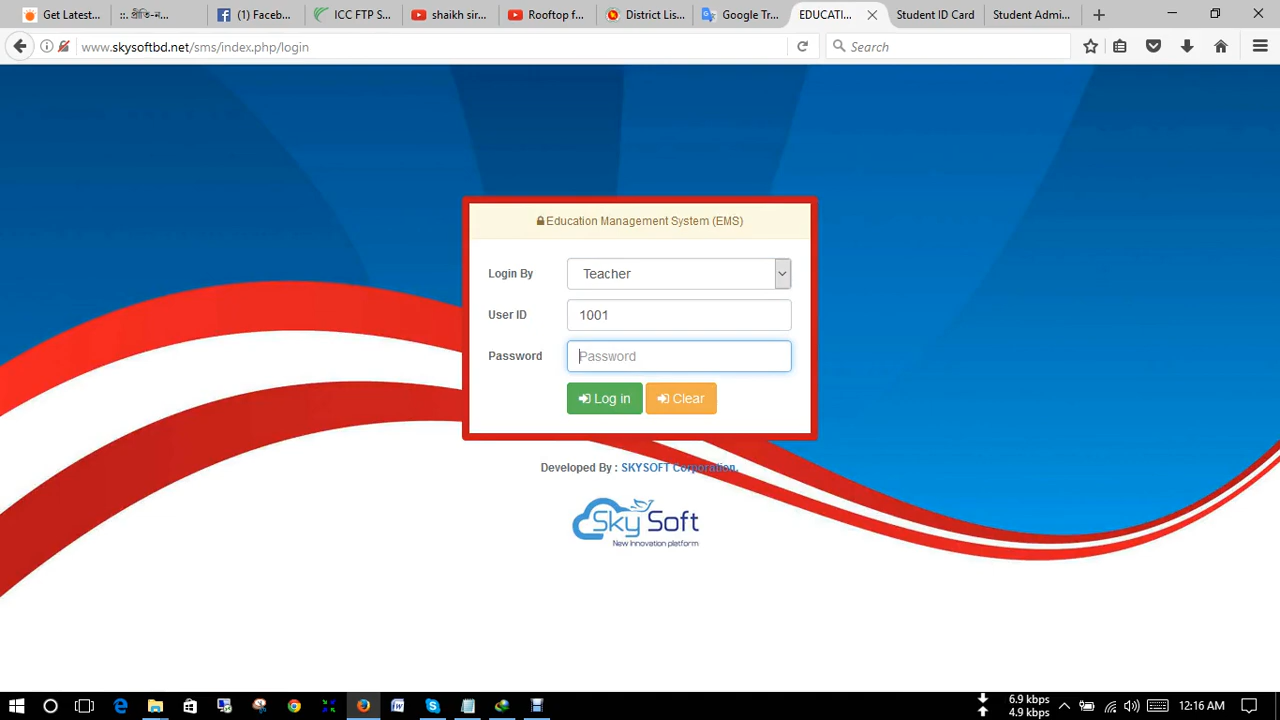 Get Latest...
::. প্রীতি-ন...
(1) Faceb...
ICC FTP S...
shaikh sir...
Rooftop f...
District Lis...
Google Tr...
EDUCATI...
Student ID Card
Student Admi...
www.skysoftbd.net/sms/index.php/login
Search
Education Management System (EMS)
Login By
Teacher
User ID
1001
Password
Password
Log in
Clear
Developed By : SKYSOFT Corporation.
Sky Soft
New Innovation platform
6.9 kbps
4.9 kbps
12:16 AM